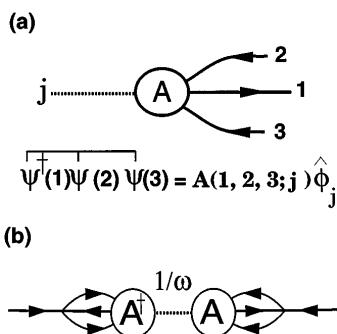 (a)
2
j A 1
3
ψ†(1)ψ (2) ψ(3) = A(1, 2, 3; j ) φ̂j
(b)
1/ω
A† A